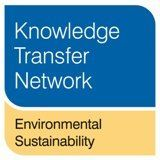 Knowledge
Transfer
Network
Environmental
Sustainability